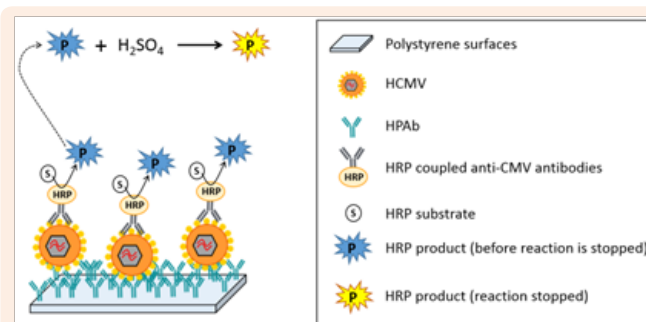 P + H₂SO₄ → P
Polystyrene surfaces
HCMV
HPAb
P P P
S S S
HRP HRP HRP
HRP
HRP coupled anti-CMV antibodies
S HRP substrate
P HRP product (before reaction is stopped)
P HRP product (reaction stopped)